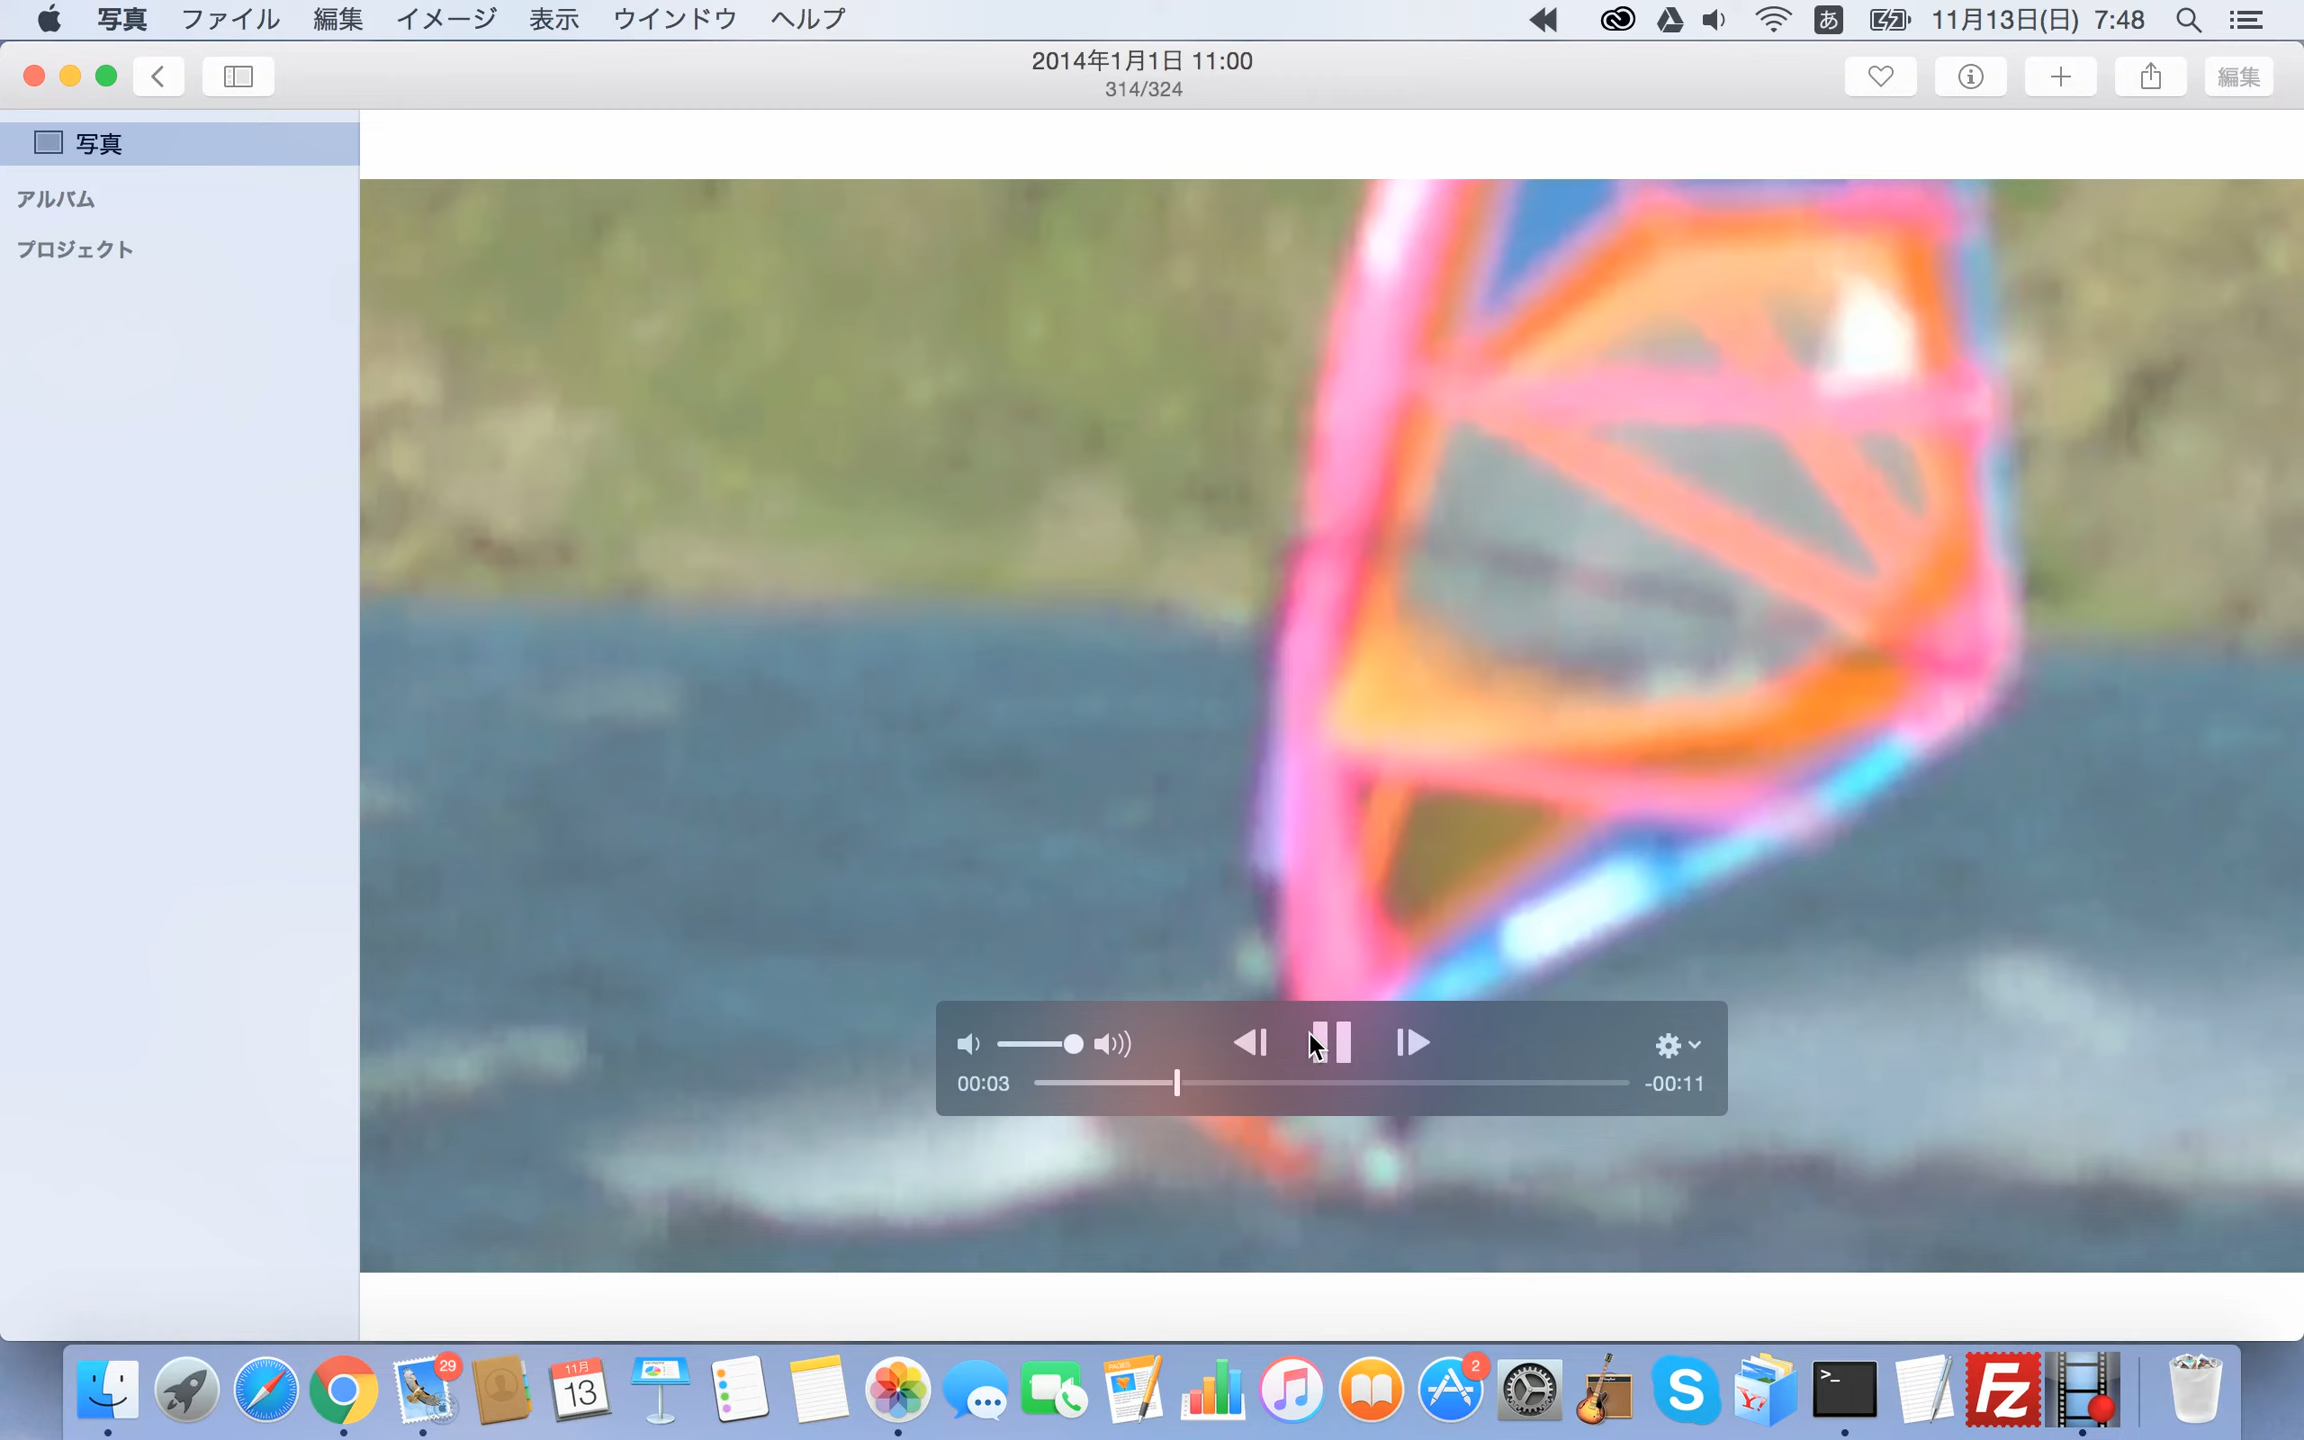 写真 ファイル 編集 イメージ 表示 ウインドウ ヘルプ あ 11月13日(日) 7:48
2014年1月1日 11:00
314/324
編集
写真
アルバム
プロジェクト
00:03 -00:11
29
11月
13
PAGES
2
S
Y!
>_
Fz